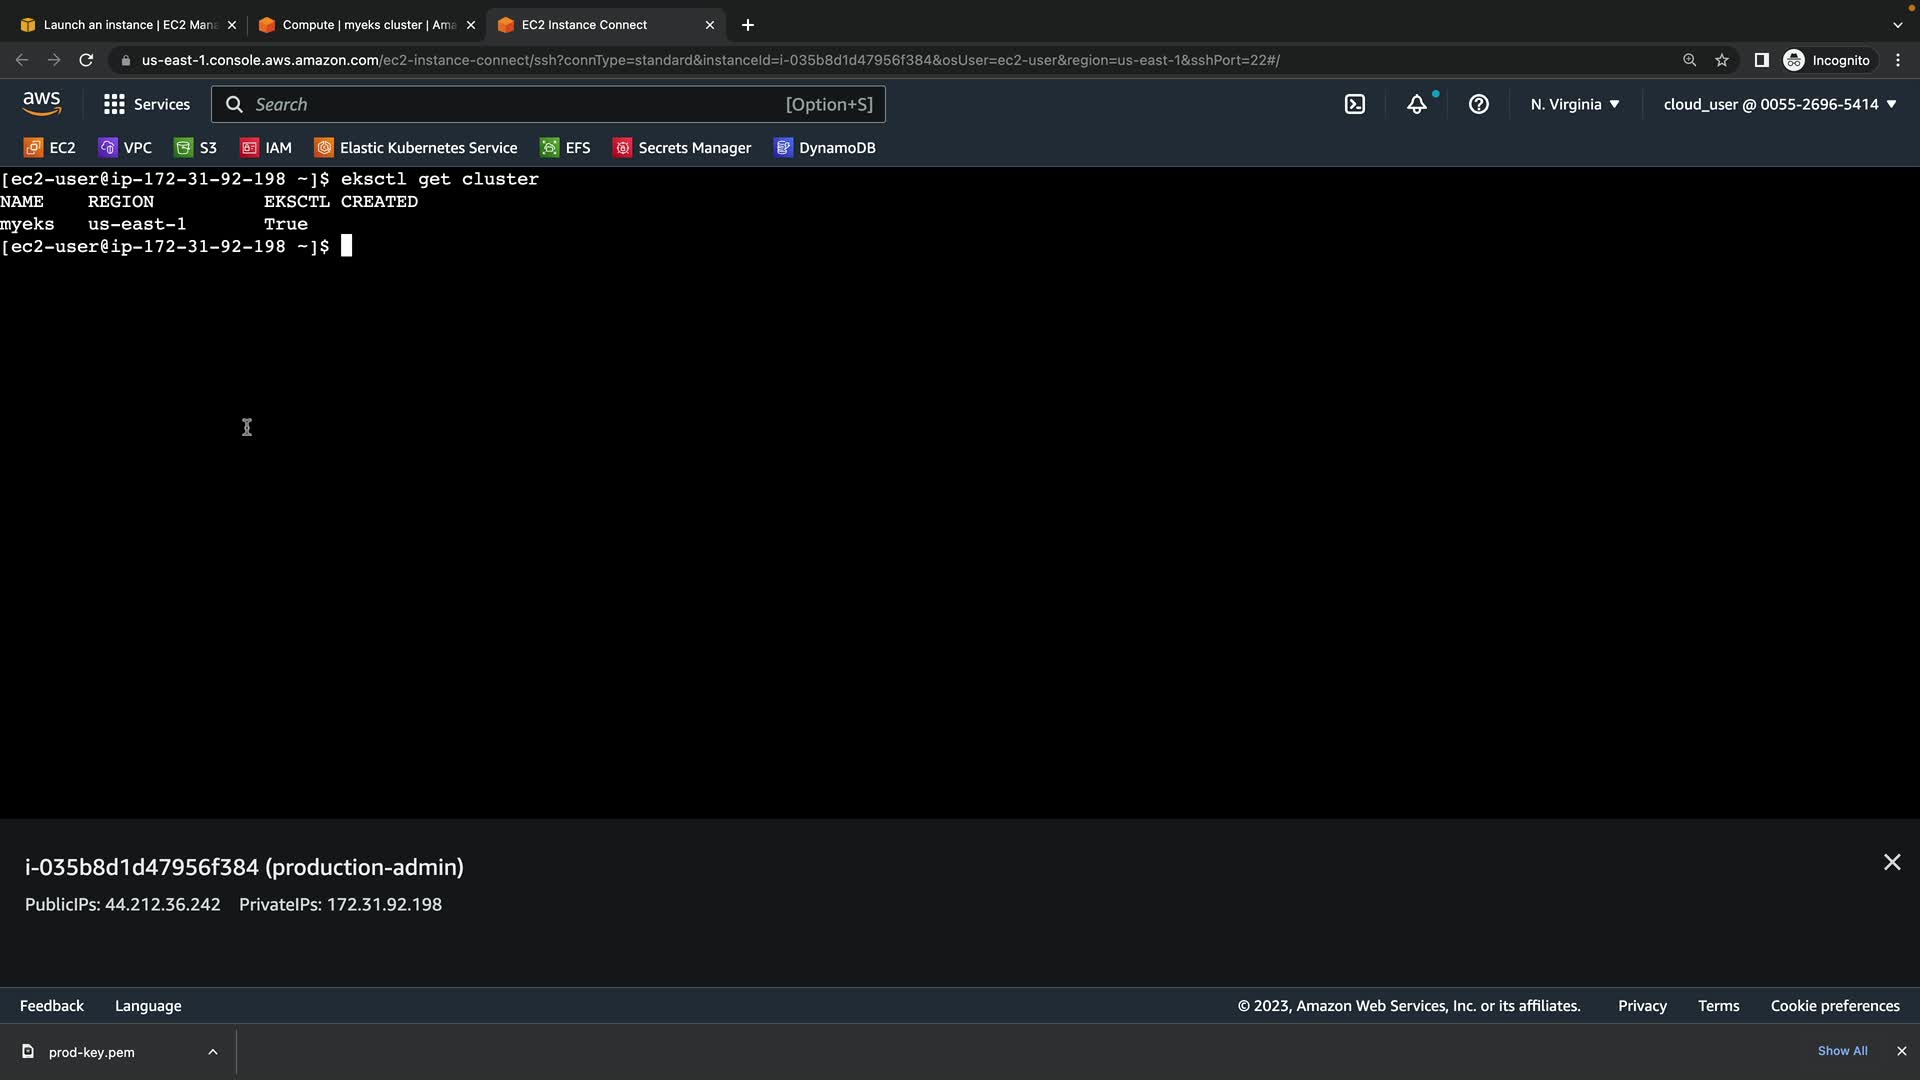 Launch an instance | EC2 Mana
Compute | myeks cluster | Ama
EC2 Instance Connect
us-east-1.console.aws.amazon.com/ec2-instance-connect/ssh?connType=standard&instanceId=i-035b8d1d47956f384&osUser=ec2-user&region=us-east-1&sshPort=22#/
Incognito
aws
Services
Search
[Option+S]
N. Virginia
cloud_user @ 0055-2696-5414
EC2
VPC
S3
IAM
Elastic Kubernetes Service
EFS
Secrets Manager
DynamoDB
[ec2-user@ip-172-31-92-198 ~]$ eksctl get cluster
NAME REGION EKSCTL CREATED
myeks us-east-1 True
[ec2-user@ip-172-31-92-198 ~]$
i-035b8d1d47956f384 (production-admin)
PublicIPs: 44.212.36.242 PrivateIPs: 172.31.92.198
Feedback
Language
© 2023, Amazon Web Services, Inc. or its affiliates.
Privacy
Terms
Cookie preferences
prod-key.pem
Show All